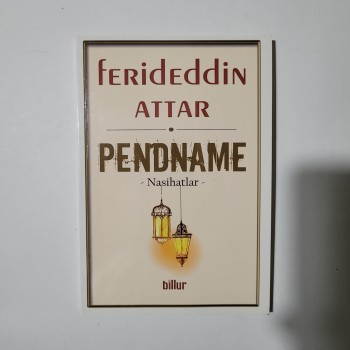 feRiDeDDiN
ATTAR
PENDNAME
- Nasihatlar -
billur